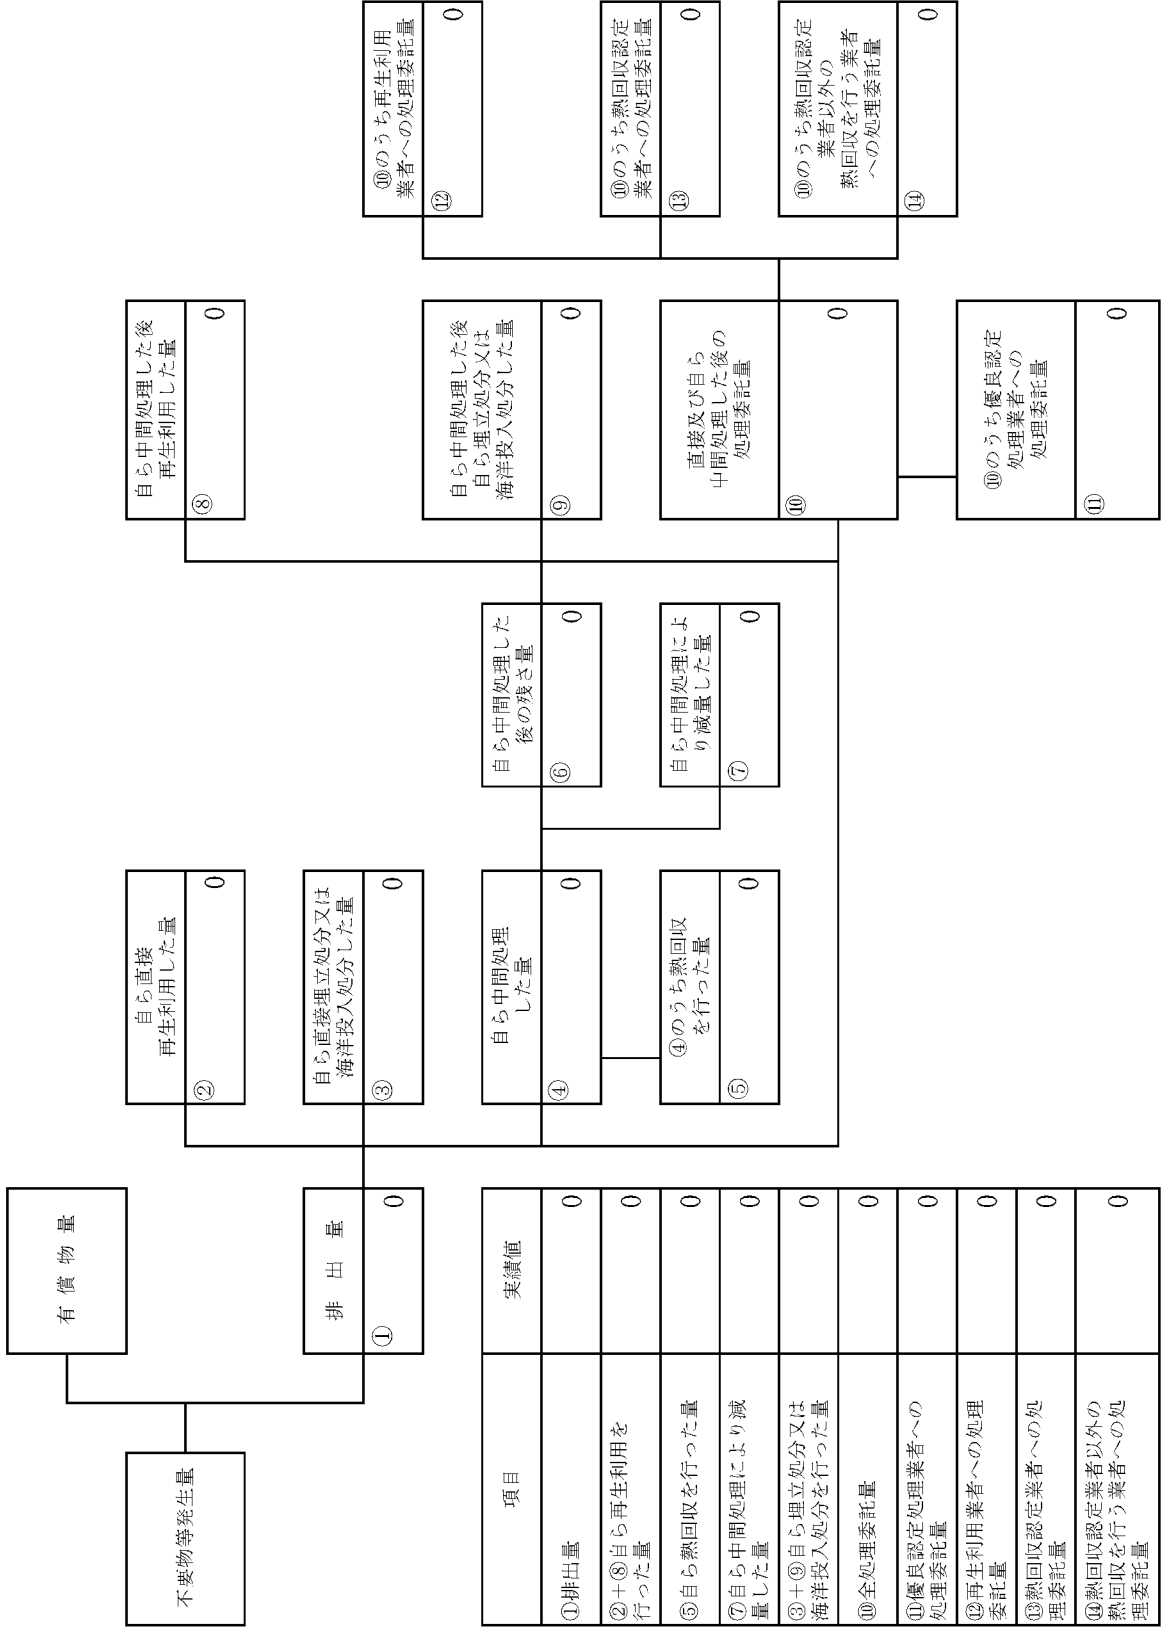 不要物等発生量
有償物量
排出量
①
0
自ら直接
再生利用した量
②
0
自ら直接埋立処分又は
海洋投入処分した量
③
0
自ら中間処理
した量
④
0
④のうち熱回収
を行った量
⑤
0
自ら中間処理した
後の残さ量
⑥
0
自ら中間処理によ
り減量した量
⑦
0
自ら中間処理した後
再生利用した量
⑧
0
自ら中間処理した後
自ら埋立処分又は
海洋投入処分した量
⑨
0
直接及び自ら
中間処理した後の
処理委託量
⑩
0
⑩のうち優良認定
処理業者への
処理委託量
⑪
0
⑩のうち再生利用
業者への処理委託量
⑫
0
⑩のうち熱回収認定
業者への処理委託量
⑬
0
⑩のうち熱回収認定
業者以外の
熱回収を行う業者
への処理委託量
⑭
0
項目 実績値
①排出量 0
②+⑧自ら再生利用を
行った量 0
⑤自ら熱回収を行った量 0
⑦自ら中間処理により減
量した量 0
③+⑨自ら埋立処分又は
海洋投入処分を行った量 0
⑩全処理委託量 0
⑪優良認定処理業者への
処理委託量 0
⑫再生利用業者への処理
委託量 0
⑬熱回収認定業者への処
理委託量 0
⑭熱回収認定業者以外の
熱回収を行う業者への処
理委託量 0